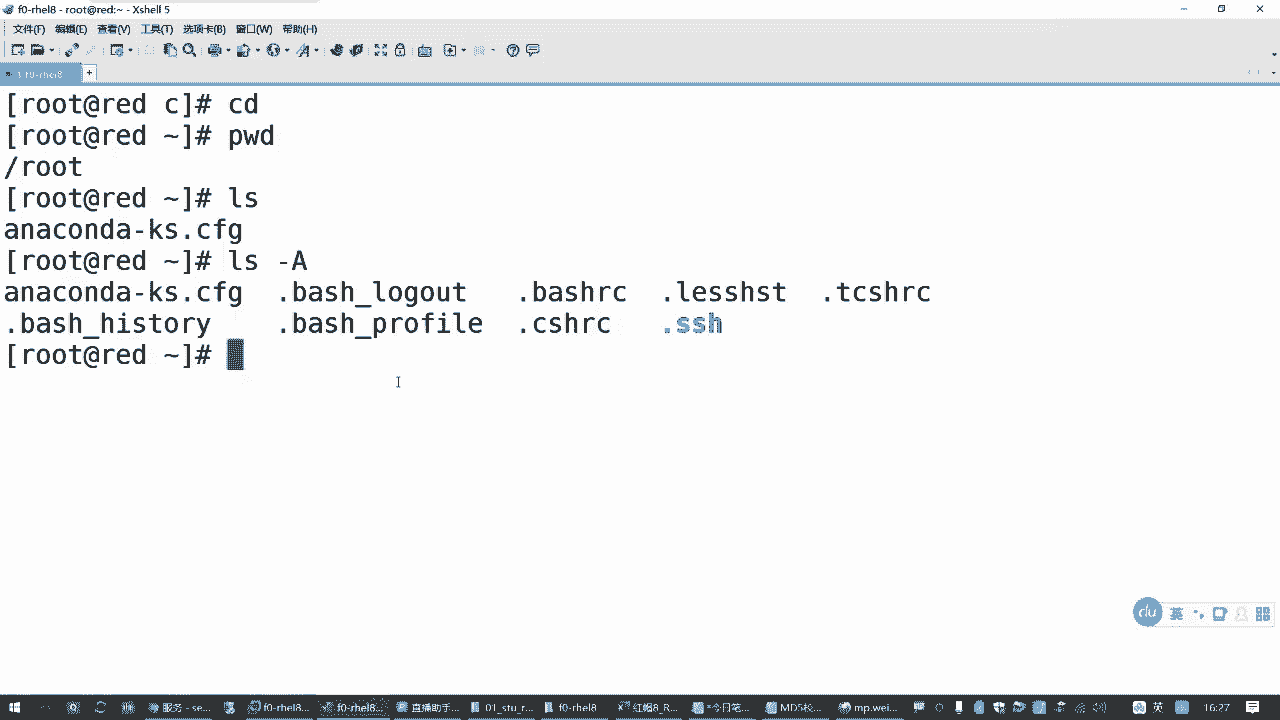 f0-rhel8 - root@red:~ - Xshell 5
文件(F) 编辑(E) 查看(V) 工具(T) 选项卡(B) 窗口(W) 帮助(H)
1 f0-rhel8 +
[root@red c]# cd
[root@red ~]# pwd
/root
[root@red ~]# ls
anaconda-ks.cfg
[root@red ~]# ls -A
anaconda-ks.cfg .bash_logout .bashrc .lesshst .tcshrc
.bash_history .bash_profile .cshrc .ssh
[root@red ~]#
du 英
服务 - se... f0-rhel8... f0-rhel8... 直播助手... 01_stu_r... f0-rhel8 红帽8_R... *今日笔... MD5校... mp.wei... 英 16:27